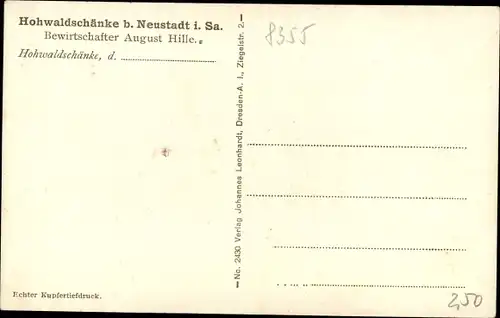 Hohwaldschänke b. Neustadt i. Sa.
Bewirtschafter August Hille.
Hohwaldschänke, d.
Echter Kupfertiefdruck.
No. 2430 Verlag Johannes Leonhardt, Dresden-A. I., Ziegelstr. 2.
8355
2,50